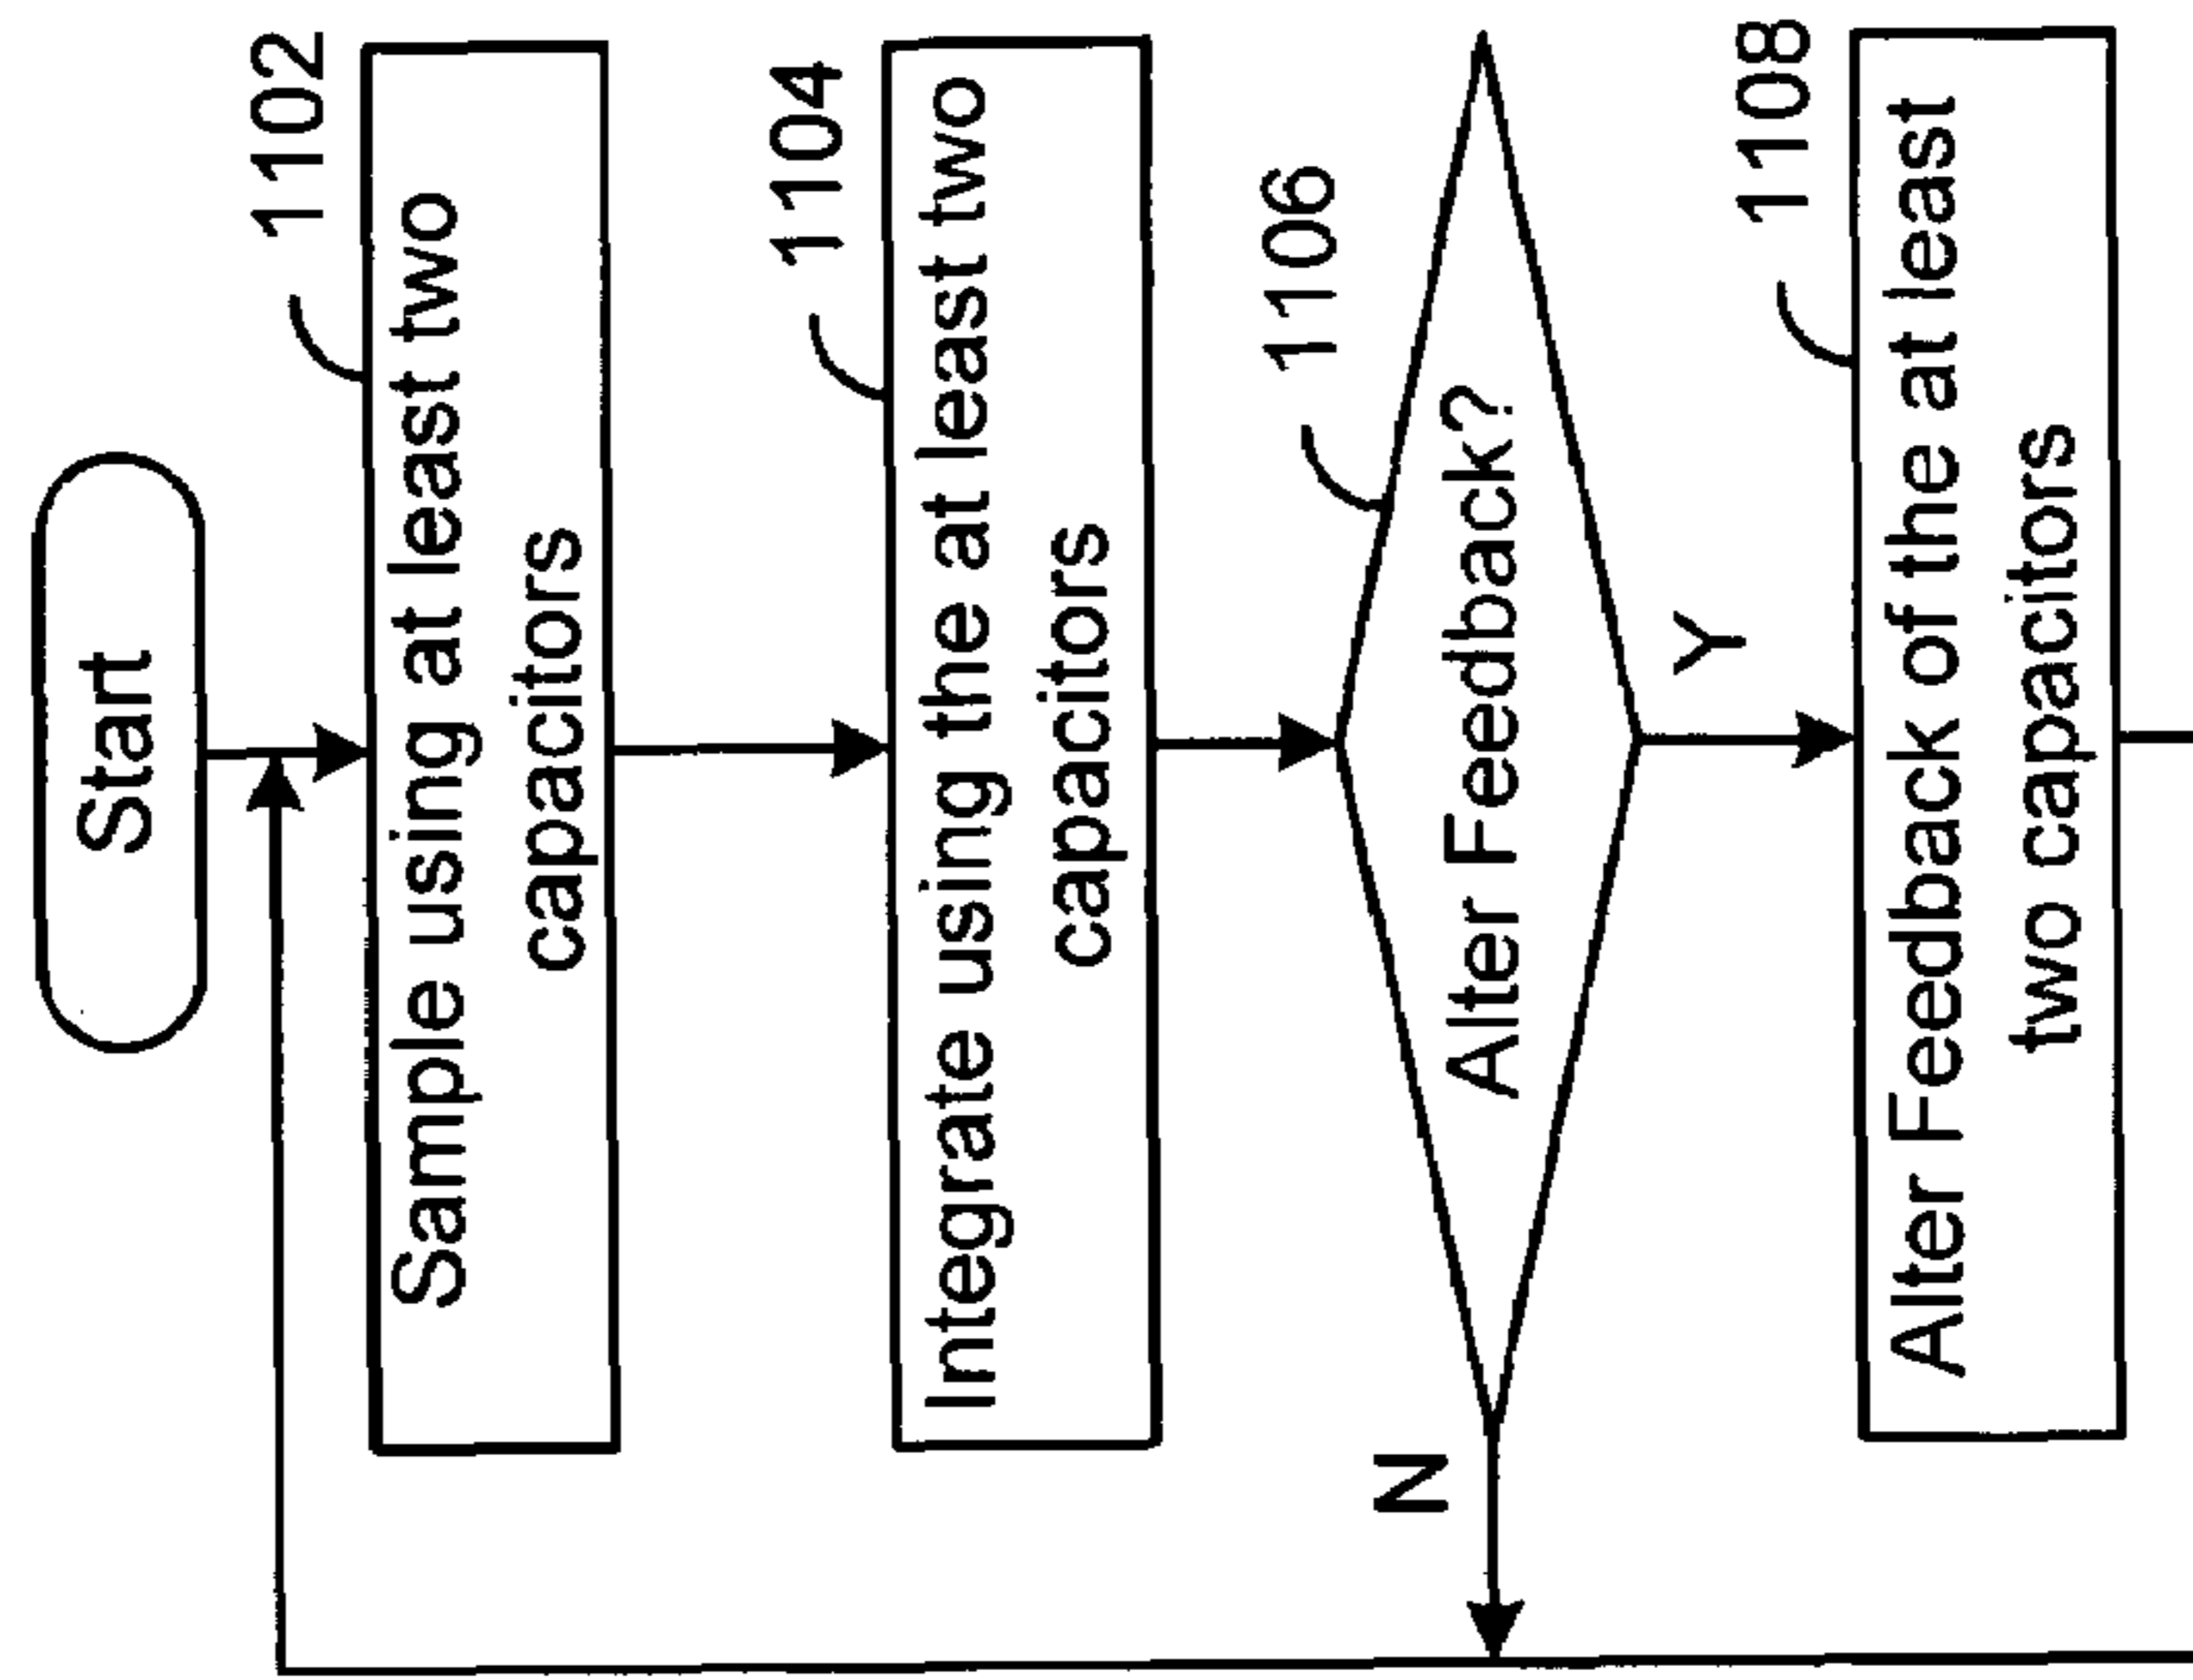 Start
1102
Sample using at least two
capacitors
1104
Integrate using the at least two
capacitors
1106
Alter Feedback?
N
Y
1108
Alter Feedback of the at least
two capacitors